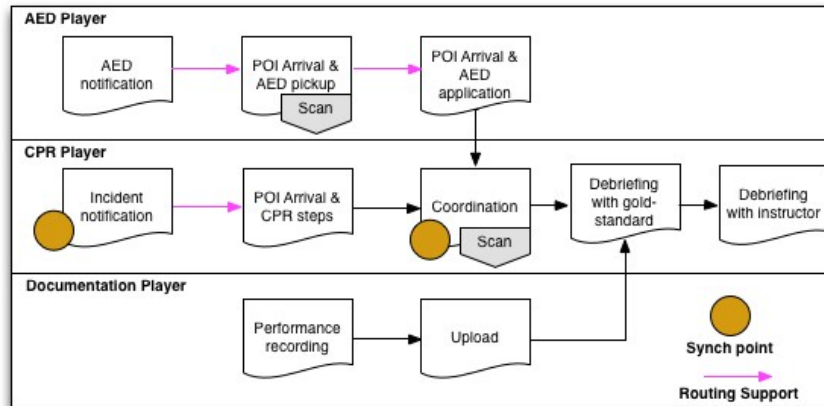 AED Player
AED
notification
POI Arrival &
AED pickup
Scan
POI Arrival &
AED
application
CPR Player
Incident
notification
POI Arrival &
CPR steps
Coordination
Scan
Debriefing
with gold-
standard
Debriefing
with instructor
Documentation Player
Performance
recording
Upload
Synch point
Routing Support